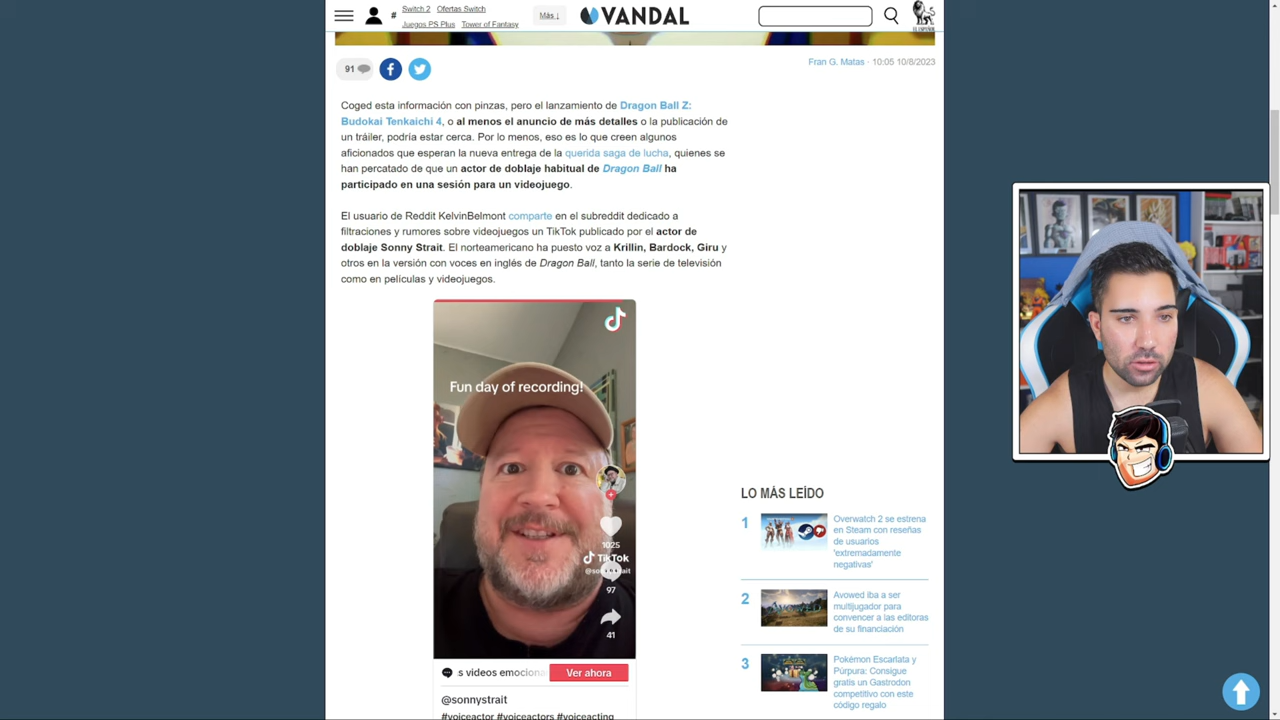 # Switch 2 Ofertas Switch
Juegos PS Plus Tower of Fantasy
Más ↓
VANDAL
EL ESPAÑOL
91
Fran G. Matas · 10:05 10/8/2023
Coged esta información con pinzas, pero el lanzamiento de Dragon Ball Z:
Budokai Tenkaichi 4, o al menos el anuncio de más detalles o la publicación de
un tráiler, podría estar cerca. Por lo menos, eso es lo que creen algunos
aficionados que esperan la nueva entrega de la querida saga de lucha, quienes se
han percatado de que un actor de doblaje habitual de Dragon Ball ha
participado en una sesión para un videojuego.
El usuario de Reddit KelvinBelmont comparte en el subreddit dedicado a
filtraciones y rumores sobre videojuegos un TikTok publicado por el actor de
doblaje Sonny Strait. El norteamericano ha puesto voz a Krillin, Bardock, Giru y
otros en la versión con voces en inglés de Dragon Ball, tanto la serie de televisión
como en películas y videojuegos.
Fun day of recording!
1025
TikTok
97
41
s videos emociona
Ver ahora
@sonnystrait
#voiceactor #voiceactors #voiceacting
LO MÁS LEÍDO
1
Overwatch 2 se estrena
en Steam con reseñas
de usuarios
'extremadamente
negativas'
2
Avowed iba a ser
multijugador para
convencer a las editoras
de su financiación
3
Pokémon Escarlata y
Púrpura: Consigue
gratis un Gastrodon
competitivo con este
código regalo